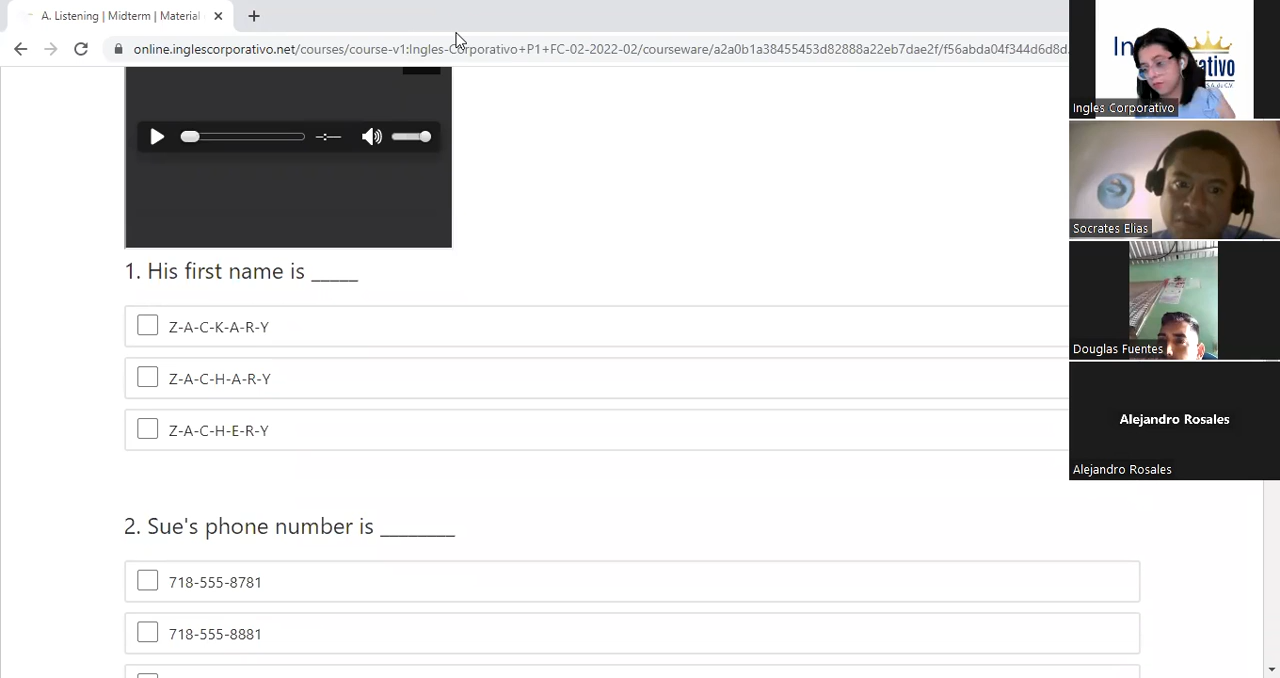 A. Listening | Midterm | Material
online.inglescorporativo.net/courses/course-v1:Ingles-Corporativo+P1+FC-02-2022-02/courseware/a2a0b1a38455453d82888a22eb7dae2f/f56abda04f344d6d8d
1. His first name is _____
Z-A-C-K-A-R-Y
Z-A-C-H-A-R-Y
Z-A-C-H-E-R-Y
2. Sue's phone number is ________
718-555-8781
718-555-8881
Ingles Corporativo
Socrates Elias
Douglas Fuentes
Alejandro Rosales
Alejandro Rosales